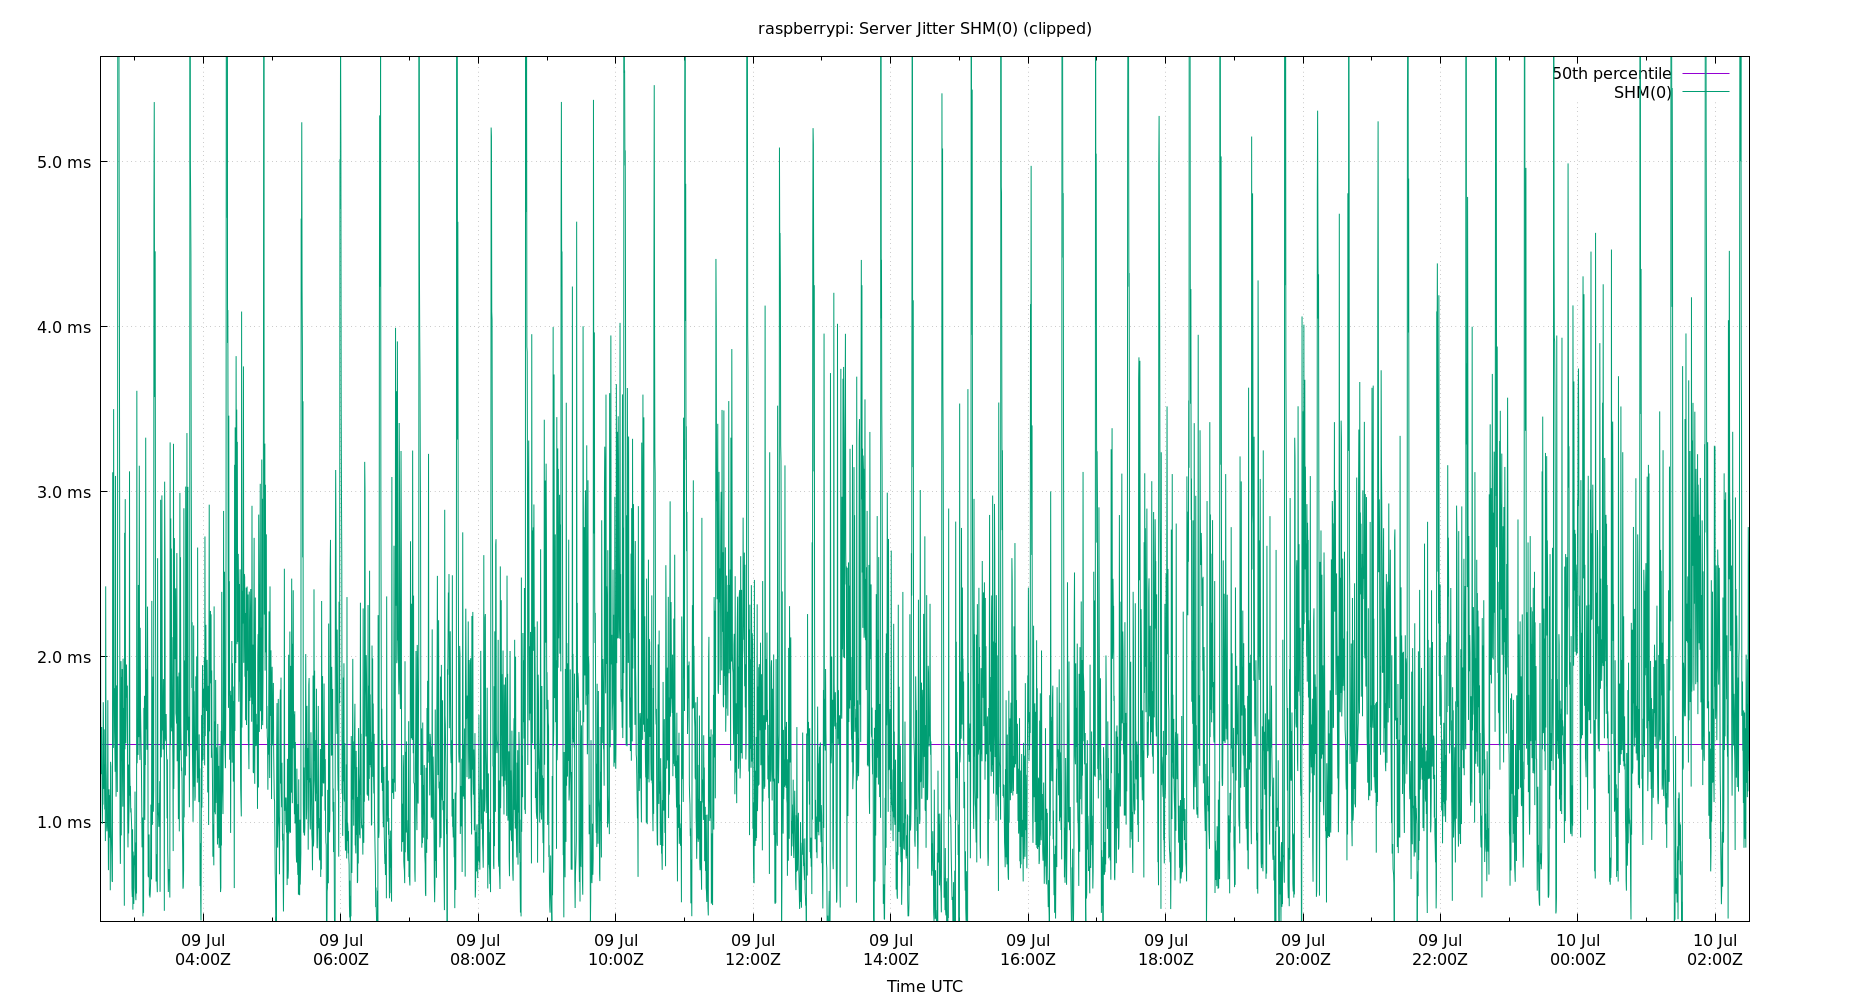 raspberrypi: Server Jitter SHM(0) (clipped)
50th percentile
SHM(0)
5.0 ms
4.0 ms
3.0 ms
2.0 ms
1.0 ms
09 Jul 09 Jul 09 Jul 09 Jul 09 Jul 09 Jul 09 Jul 09 Jul 09 Jul 09 Jul 10 Jul 10 Jul
04:00Z 06:00Z 08:00Z 10:00Z 12:00Z 14:00Z 16:00Z 18:00Z 20:00Z 22:00Z 00:00Z 02:00Z
Time UTC